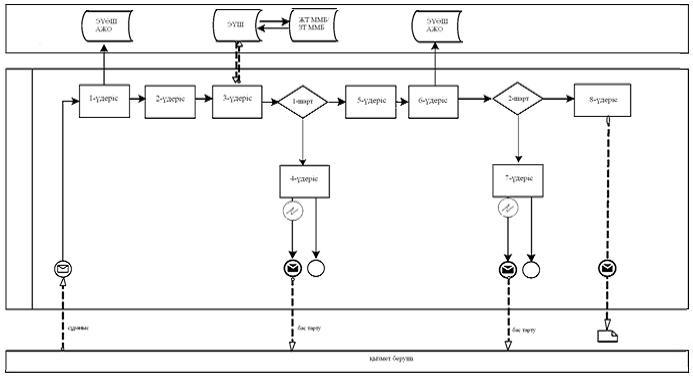 ЭҮӨШ
АЖО
ЭҮШ
ЖТ ММБ/
ЗТ ММБ
ЭҮӨШ
АЖО
1-үдеріс
2-үдеріс
3-үдеріс
1-шарт
5-үдеріс
6-үдеріс
2-шарт
8-үдеріс
4-үдеріс
7-үдеріс
сұраныс
бас тарту
бас тарту
қызмет беруші